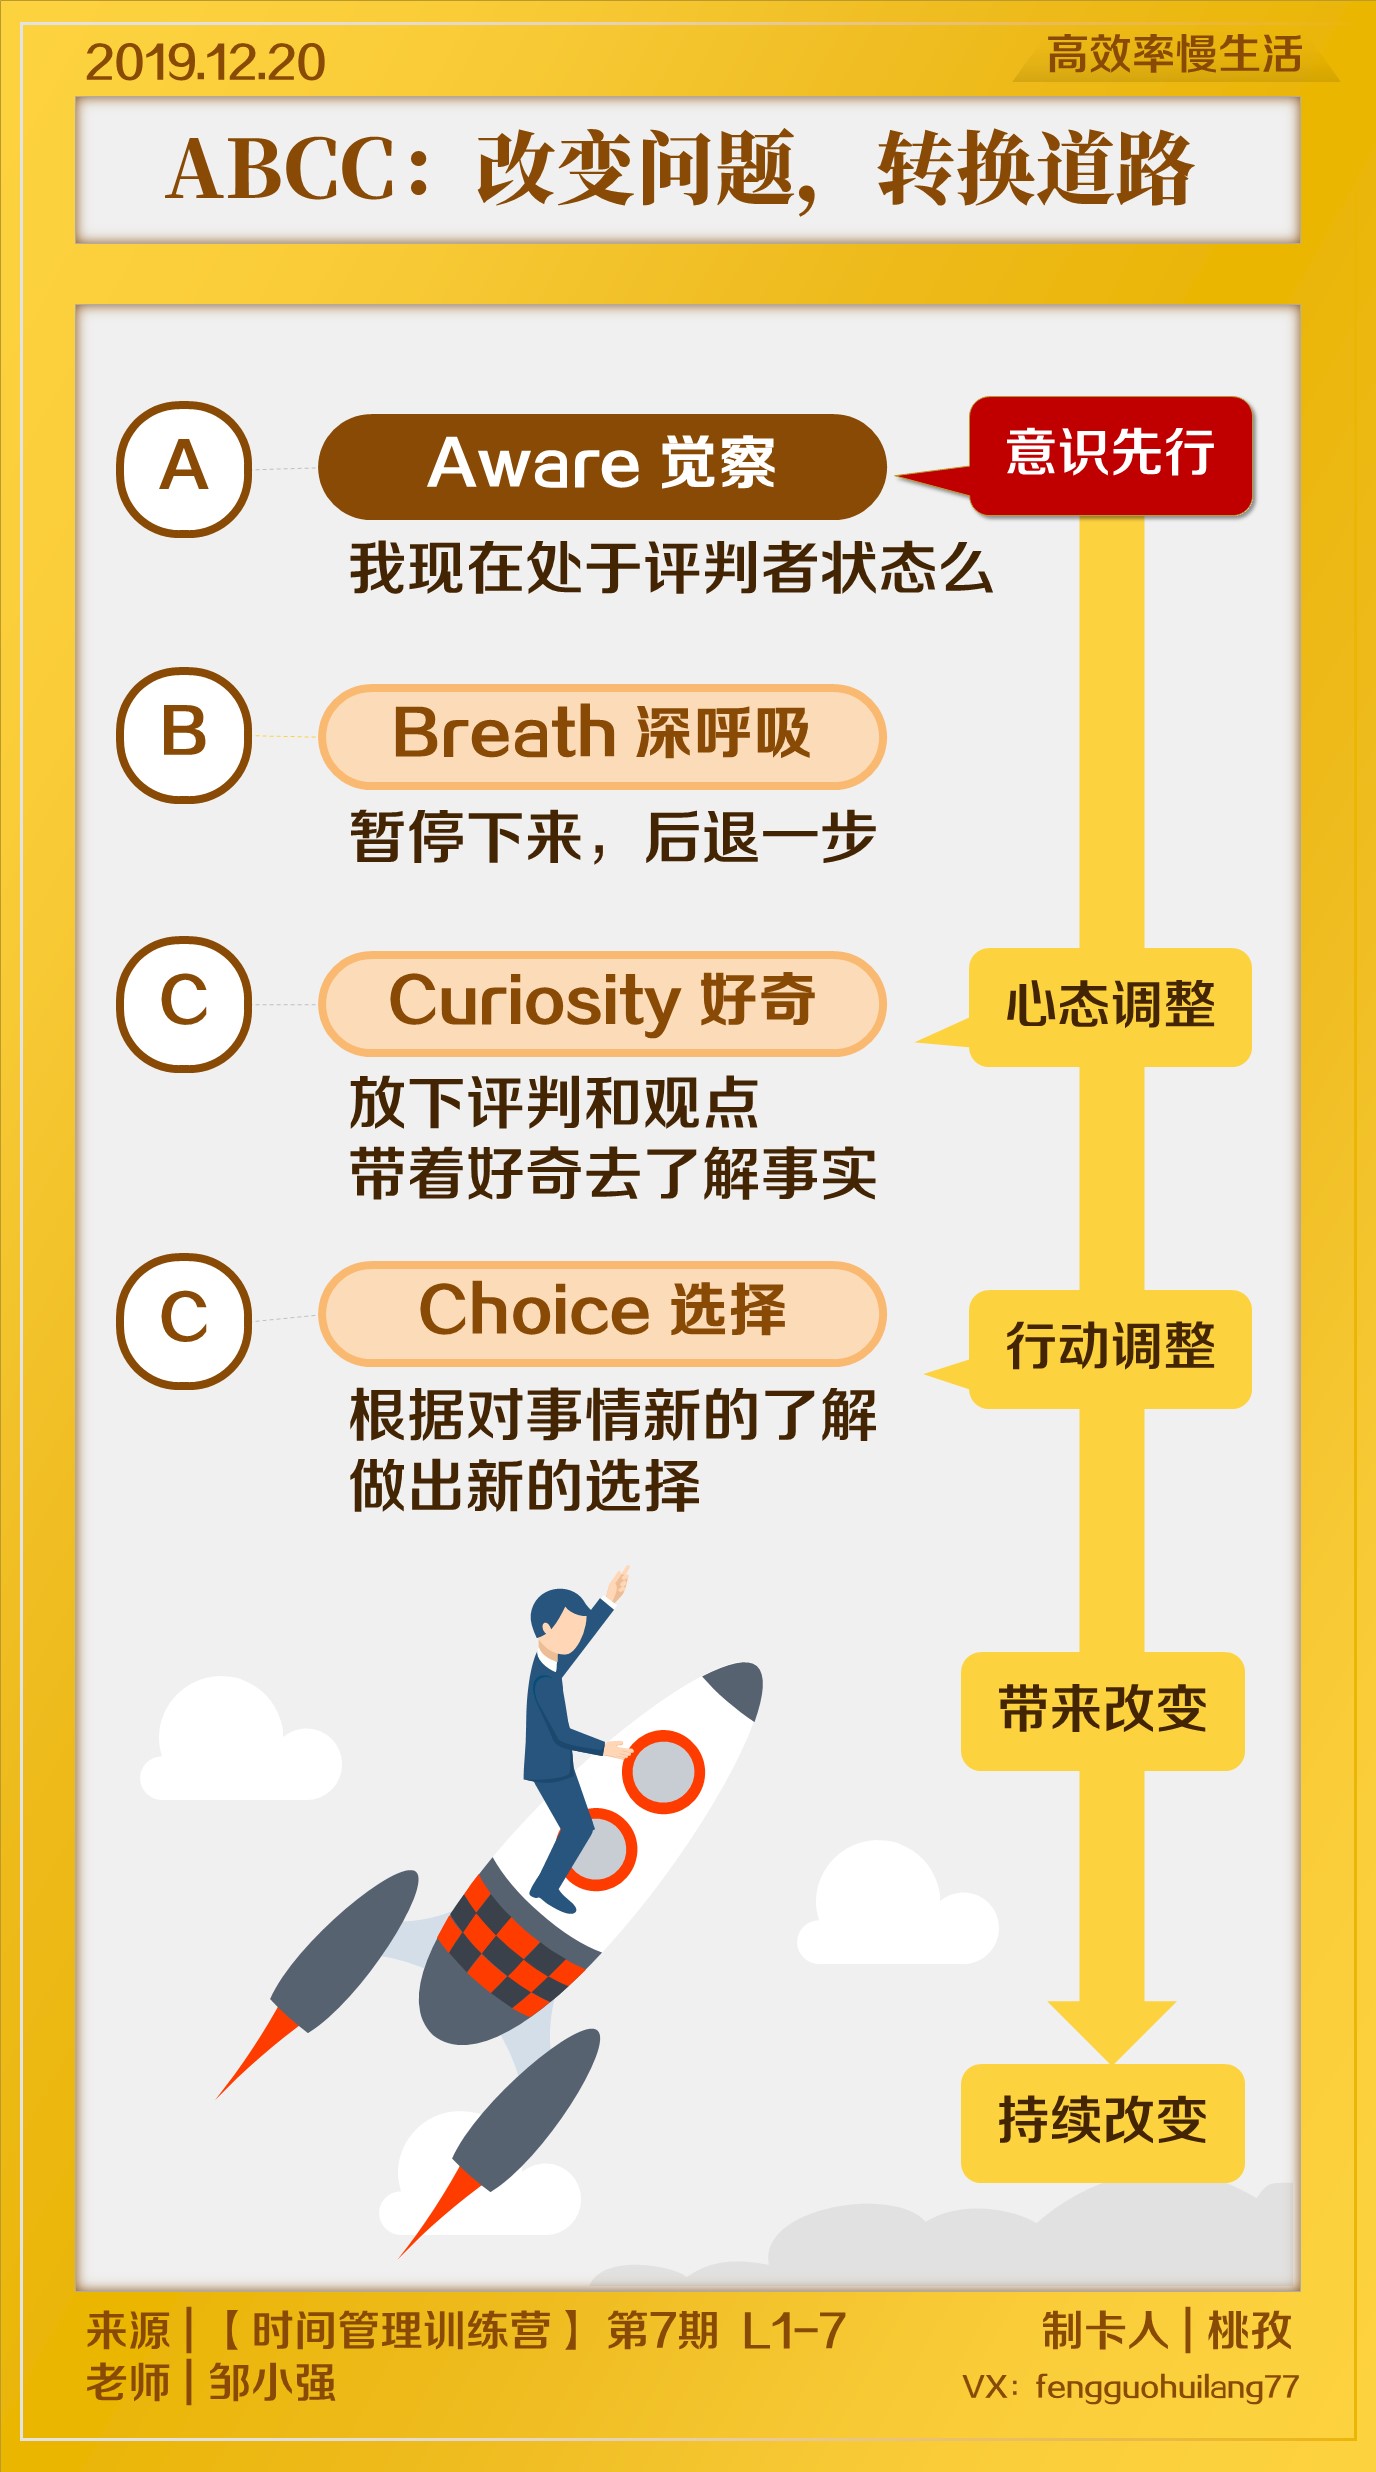 2019.12.20
高效率慢生活
ABCC：改变问题，转换道路
A
Aware 觉察
意识先行
我现在处于评判者状态么
B
Breath 深呼吸
暂停下来，后退一步
C
Curiosity 好奇
心态调整
放下评判和观点
带着好奇去了解事实
C
Choice 选择
行动调整
根据对事情新的了解
做出新的选择
带来改变
持续改变
来源 | 【时间管理训练营】第7期 L1-7
制卡人 | 桃孜
老师 | 邹小强
VX：fengguohuilang77